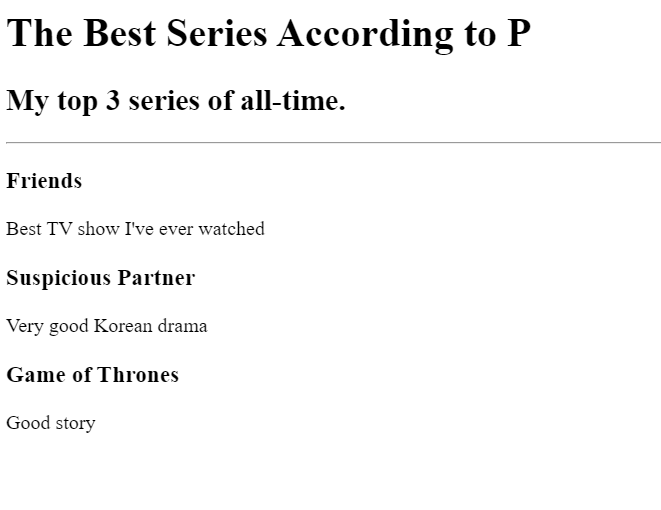 The Best Series According to P
My top 3 series of all-time.
Friends
Best TV show I've ever watched
Suspicious Partner
Very good Korean drama
Game of Thrones
Good story